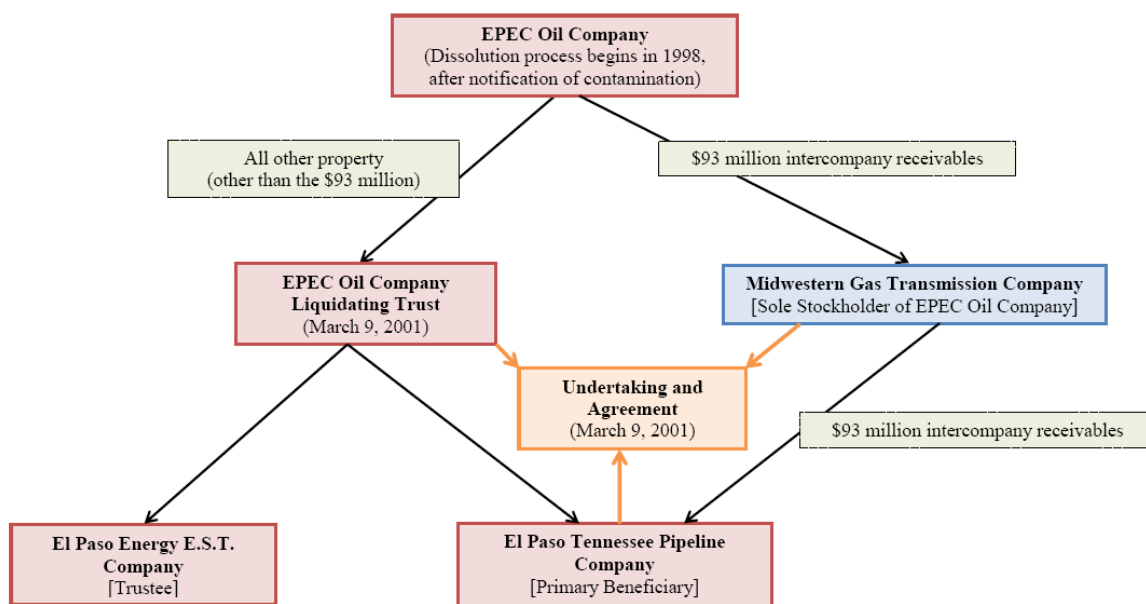 EPEC Oil Company
(Dissolution process begins in 1998,
after notification of contamination)
All other property
(other than the $93 million)
$93 million intercompany receivables
EPEC Oil Company
Liquidating Trust
(March 9, 2001)
Midwestern Gas Transmission Company
[Sole Stockholder of EPEC Oil Company]
Undertaking and
Agreement
(March 9, 2001)
$93 million intercompany receivables
El Paso Energy E.S.T.
Company
[Trustee]
El Paso Tennessee Pipeline
Company
[Primary Beneficiary]